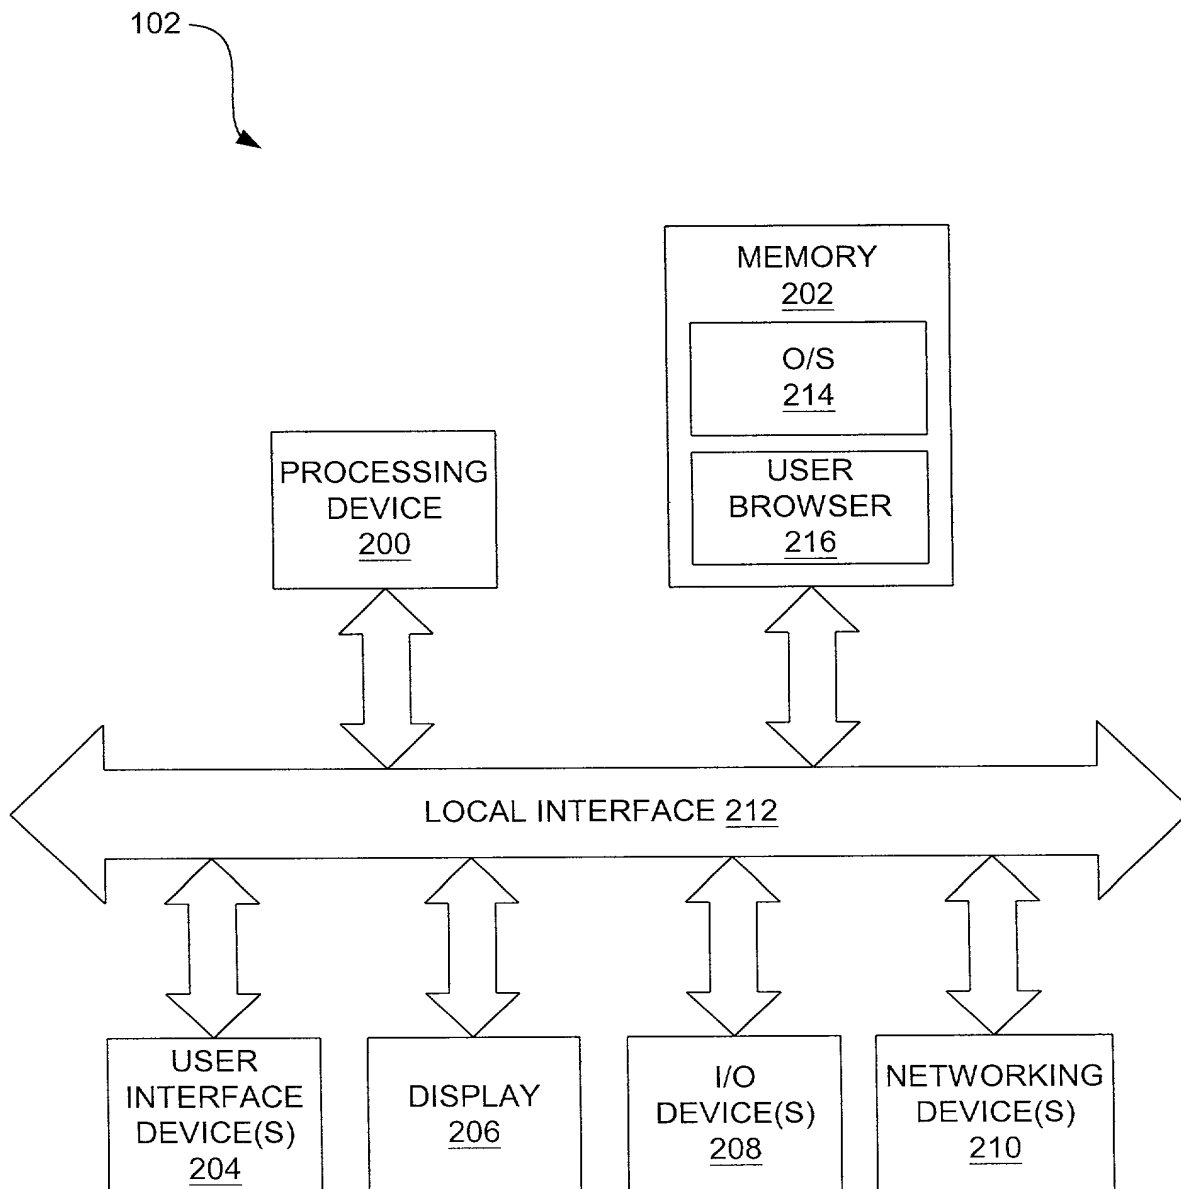 102
MEMORY
202
O/S
214
USER
BROWSER
216
PROCESSING
DEVICE
200
LOCAL INTERFACE 212
USER
INTERFACE
DEVICE(S)
204
DISPLAY
206
I/O
DEVICE(S)
208
NETWORKING
DEVICE(S)
210